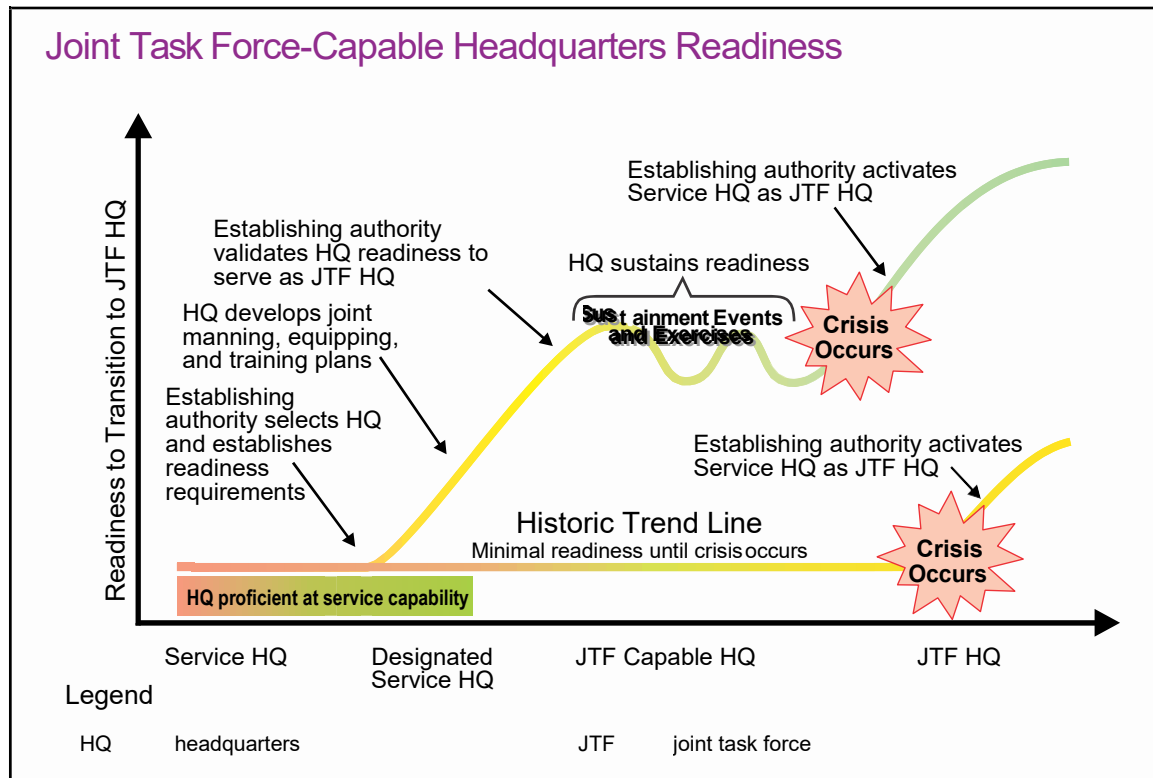 Joint Task Force-Capable Headquarters Readiness
Readiness to Transition to JTF HQ
Establishing authority activates
Service HQ as JTF HQ
Establishing authority
validates HQ readiness to
serve as JTF HQ
HQ sustains readiness
Sustainment Events
and Exercises
Crisis
Occurs
HQ develops joint
manning, equipping,
and training plans
Establishing
authority selects HQ
and establishes
readiness
requirements
Establishing authority activates
Service HQ as JTF HQ
Historic Trend Line
Minimal readiness until crisis occurs
Crisis
Occurs
HQ proficient at service capability
Service HQ
Designated
Service HQ
JTF Capable HQ
JTF HQ
Legend
HQ headquarters
JTF joint task force